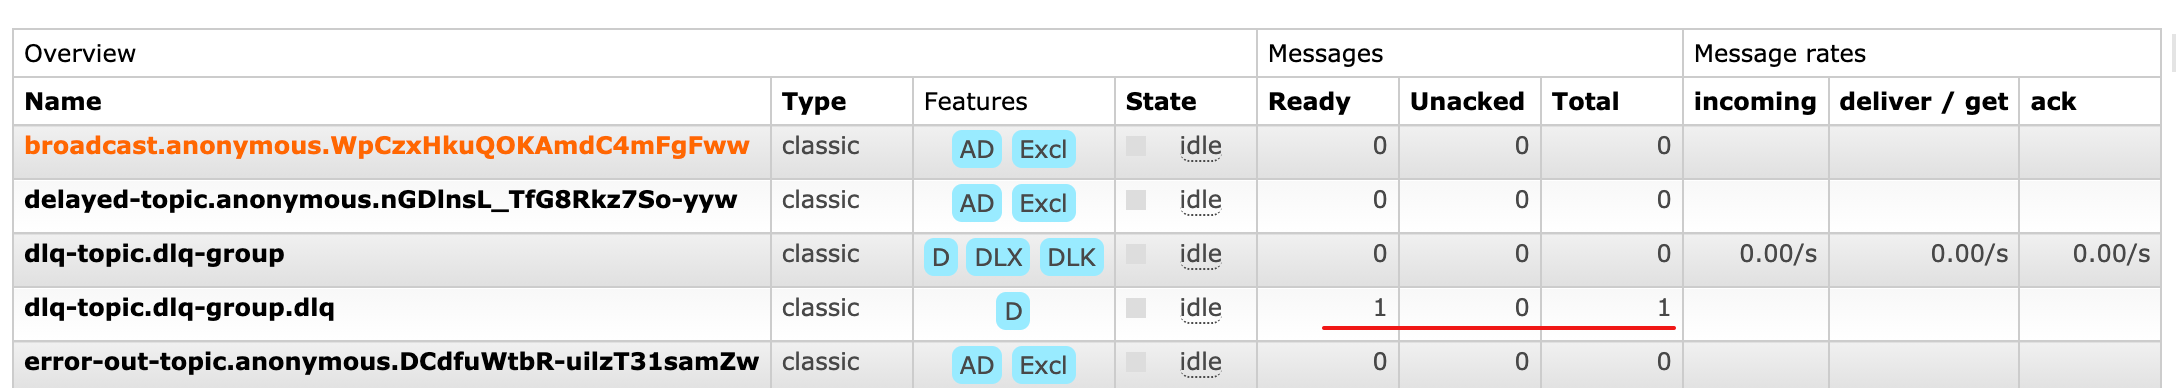 Overview Messages Message rates
Name Type Features State Ready Unacked Total incoming deliver / get ack
broadcast.anonymous.WpCzxHkuQOKAmdC4mFgFww classic AD Excl idle 0 0 0
delayed-topic.anonymous.nGDlnsL_TfG8Rkz7So-yyw classic AD Excl idle 0 0 0
dlq-topic.dlq-group classic D DLX DLK idle 0 0 0 0.00/s 0.00/s 0.00/s
dlq-topic.dlq-group.dlq classic D idle 1 0 1
error-out-topic.anonymous.DCdfuWtbR-uilzT31samZw classic AD Excl idle 0 0 0